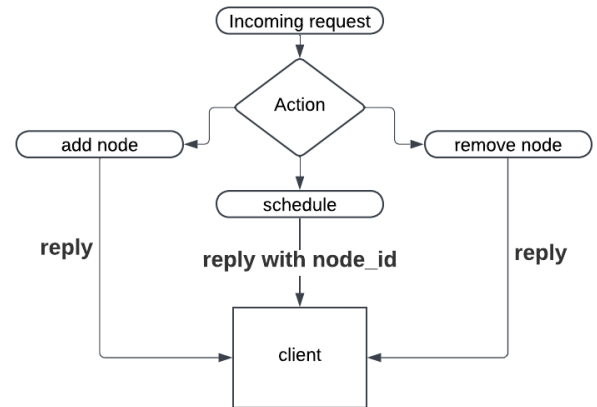 Incoming request
Action
add node
remove node
schedule
reply
reply with node_id
reply
client